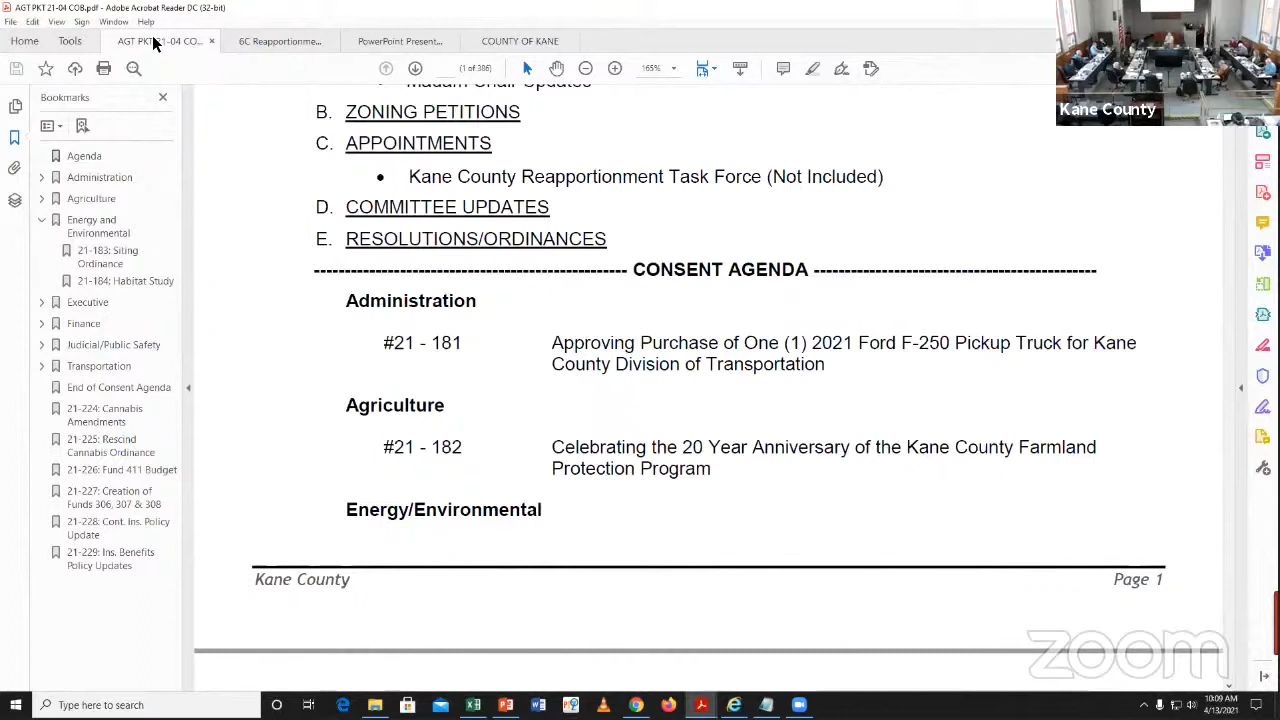 AGT PKT 21-04 COB.pdf - Adobe Acrobat Reader DC (32-bit)
File Edit View Sign Window Help
Home Tools AGT PKT 21-04 CO... × 6C Reapportionme... PowerPoint Present... COUNTY OF KANE
(1 of 386) 165%
Kane County
Bookmarks
Agenda
Administration
Agriculture
Energy and
Environmental
21-183: Siting
Ordinance
21-184: Habitat Study
Executive
Finance
Judicial/Public Safety
Transportation
End of Consent Agenda
21-224: Cannabis
Amendments
21-225: Rescind
Cannabis Ordinance
21-226: Fund 411 Budget
21-227: Creation of
Funds 306, 307 & 308
21-228: Cont. Ins. Policy
Update
21-229: Ins. Benefits
Policy Updates
• Madam Chair Updates
B. ZONING PETITIONS
C. APPOINTMENTS
• Kane County Reapportionment Task Force (Not Included)
D. COMMITTEE UPDATES
E. RESOLUTIONS/ORDINANCES
--------------------------------------------------- CONSENT AGENDA ----------------------------------------------
Administration
#21 - 181 Approving Purchase of One (1) 2021 Ford F-250 Pickup Truck for Kane
County Division of Transportation
Agriculture
#21 - 182 Celebrating the 20 Year Anniversary of the Kane County Farmland
Protection Program
Energy/Environmental
Kane County Page 1
zoom
Type here to search
10:09 AM
4/13/2021